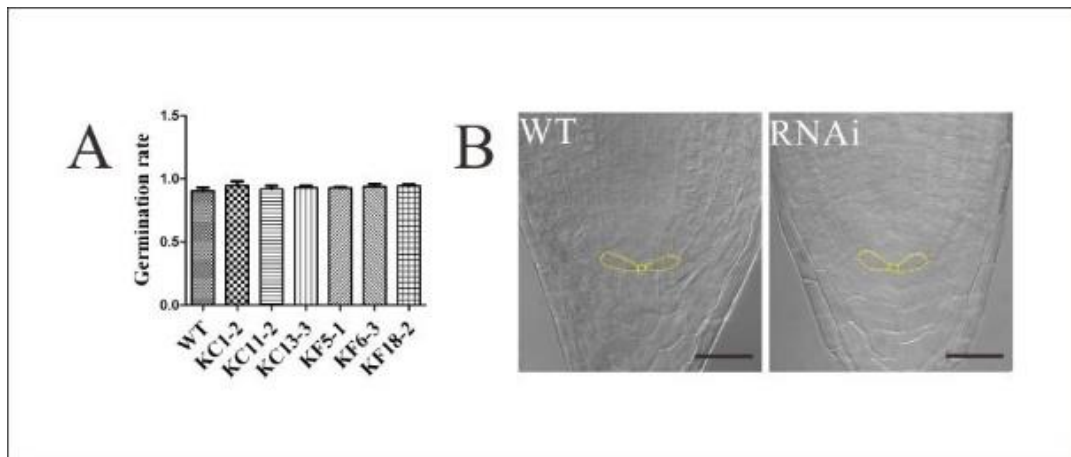 A
Germination rate
1.5
1.0
0.5
0.0
WT
KC1-2
KC11-2
KC13-3
KF5-1
KF6-3
KF18-2
B
WT
RNAi